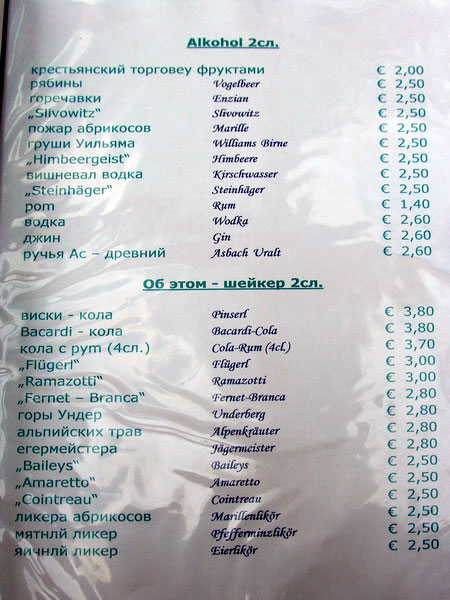 Alkohol 2сл.
крестьянский торговеу фруктами € 2,00
рябины Vogelbeer € 2,50
горечавки Enzian € 2,50
„Slivowitz“ Slivowitz € 2,50
пожар абрикосов Marille € 2,50
груши Уильяма Williams Birne € 2,50
„Himbeergeist“ Himbeere € 2,50
вишневал водка Kirschwasser € 2,50
„Steinhäger“ Steinhäger € 2,50
рom Rum € 1,40
водка Wodka € 2,60
джин Gin € 2,60
ручья Ас – древний Asbach Uralt € 2,60
Об этом - шейкер 2сл.
виски - кола Pinserl € 3,80
Bacardi - кола Bacardi-Cola € 3,80
кола с рум (4сл.) Cola-Rum (4cl.) € 3,70
„Flügerl“ Flügerl € 3,00
„Ramazotti“ Ramazotti € 3,00
„Fernet – Branca“ Fernet-Branca € 2,80
горы Ундер Underberg € 2,80
альпийских трав Alpenkräuter € 2,80
егермейстера Jägermeister € 2,80
„Baileys“ Baileys € 2,50
„Amaretto“ Amaretto € 2,50
„Cointreau“ Cointreau € 2,50
ликера абрикосов Marillenlikör € 2,50
мятнлй ликер Pfefferminzlikör € 2,50
яйчнлй ликер Eierlikör € 2,50